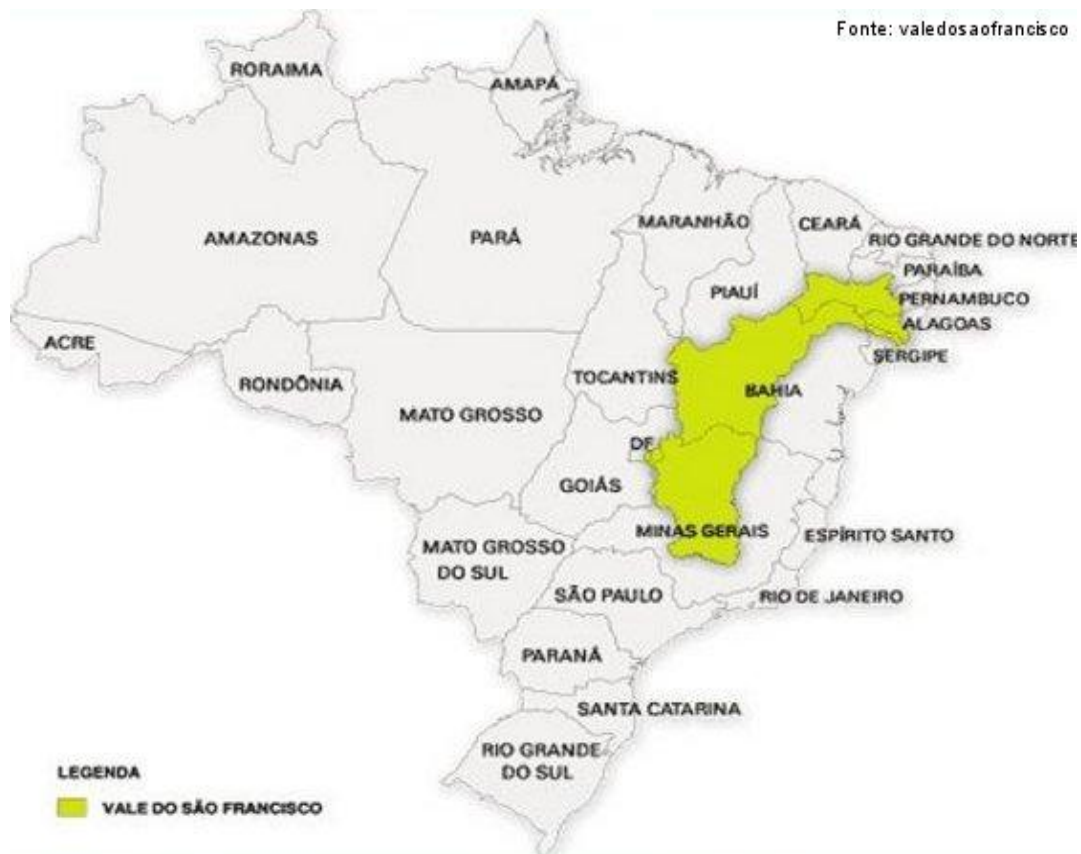 Fonte: valedosaofrancisco
RORAIMA
AMAPÁ
AMAZONAS
PARÁ
MARANHÃO
CEARÁ
RIO GRANDE DO NORTE
PARAÍBA
PIAUÍ
PERNAMBUCO
ALAGOAS
SERGIPE
ACRE
RONDÔNIA
TOCANTINS
BAHIA
MATO GROSSO
DF
GOIÁS
MINAS GERAIS
ESPÍRITO SANTO
MATO GROSSO
DO SUL
SÃO PAULO
RIO DE JANEIRO
PARANÁ
SANTA CATARINA
RIO GRANDE
DO SUL
LEGENDA
VALE DO SÃO FRANCISCO